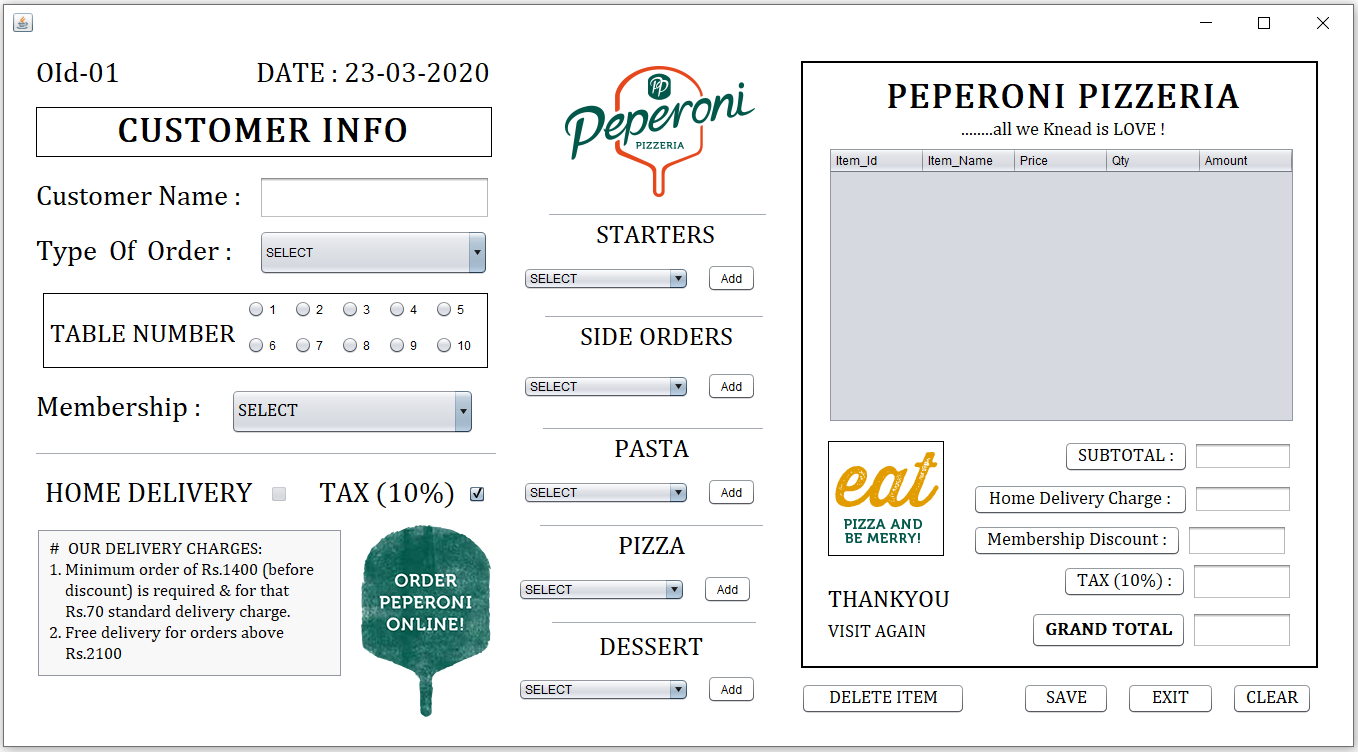 OId-01
DATE : 23-03-2020
CUSTOMER INFO
Customer Name :
Type Of Order :
SELECT
TABLE NUMBER
1 2 3 4 5
6 7 8 9 10
Membership :
SELECT
HOME DELIVERY
TAX (10%)
# OUR DELIVERY CHARGES:
1. Minimum order of Rs.1400 (before
discount) is required & for that
Rs.70 standard delivery charge.
2. Free delivery for orders above
Rs.2100
ORDER
PEPERONI
ONLINE!
PP
Peperoni
PIZZERIA
STARTERS
SELECT
Add
SIDE ORDERS
SELECT
Add
PASTA
SELECT
Add
PIZZA
SELECT
Add
DESSERT
SELECT
Add
PEPERONI PIZZERIA
........all we Knead is LOVE !
Item_Id Item_Name Price Qty Amount
eat
PIZZA AND
BE MERRY!
THANKYOU
VISIT AGAIN
SUBTOTAL :
Home Delivery Charge :
Membership Discount :
TAX (10%) :
GRAND TOTAL
DELETE ITEM
SAVE
EXIT
CLEAR